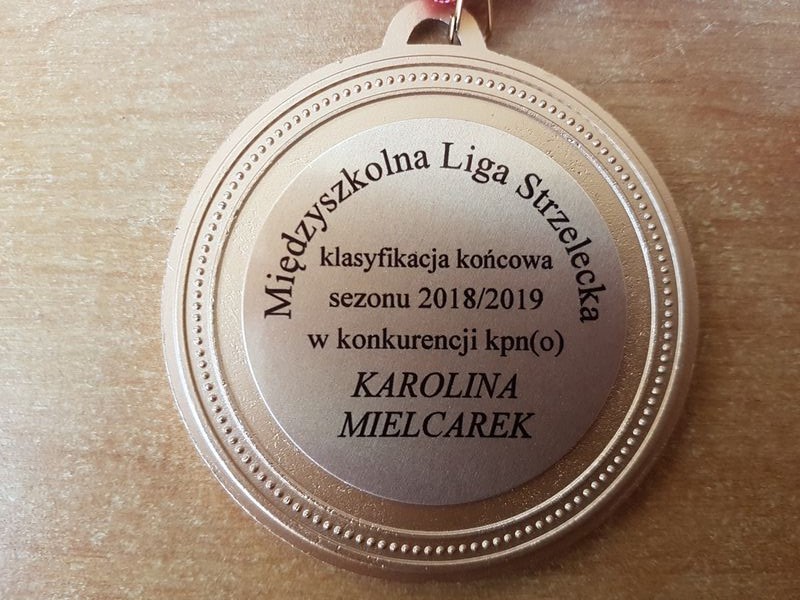 Międzyszkolna Liga Strzelecka
klasyfikacja końcowa
sezonu 2018/2019
w konkurencji kpn(o)
KAROLINA
MIELCAREK